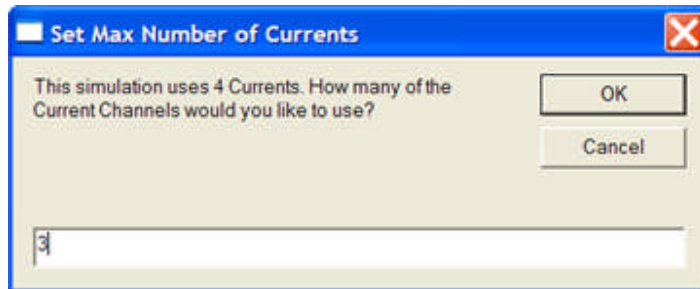 Set Max Number of Currents
This simulation uses 4 Currents. How many of the
Current Channels would you like to use?
OK
Cancel
3